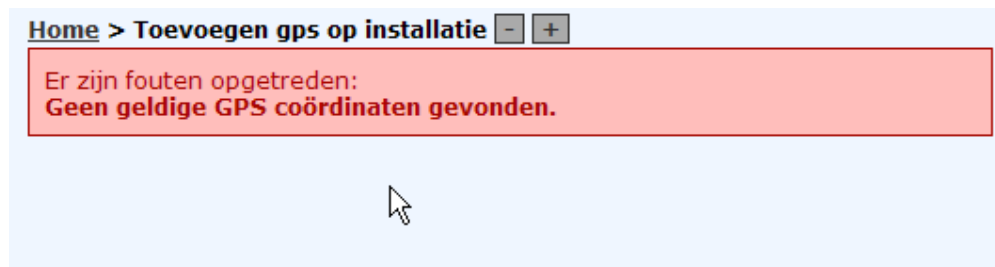 Home > Toevoegen gps op installatie - +
Er zijn fouten opgetreden:
Geen geldige GPS coördinaten gevonden.